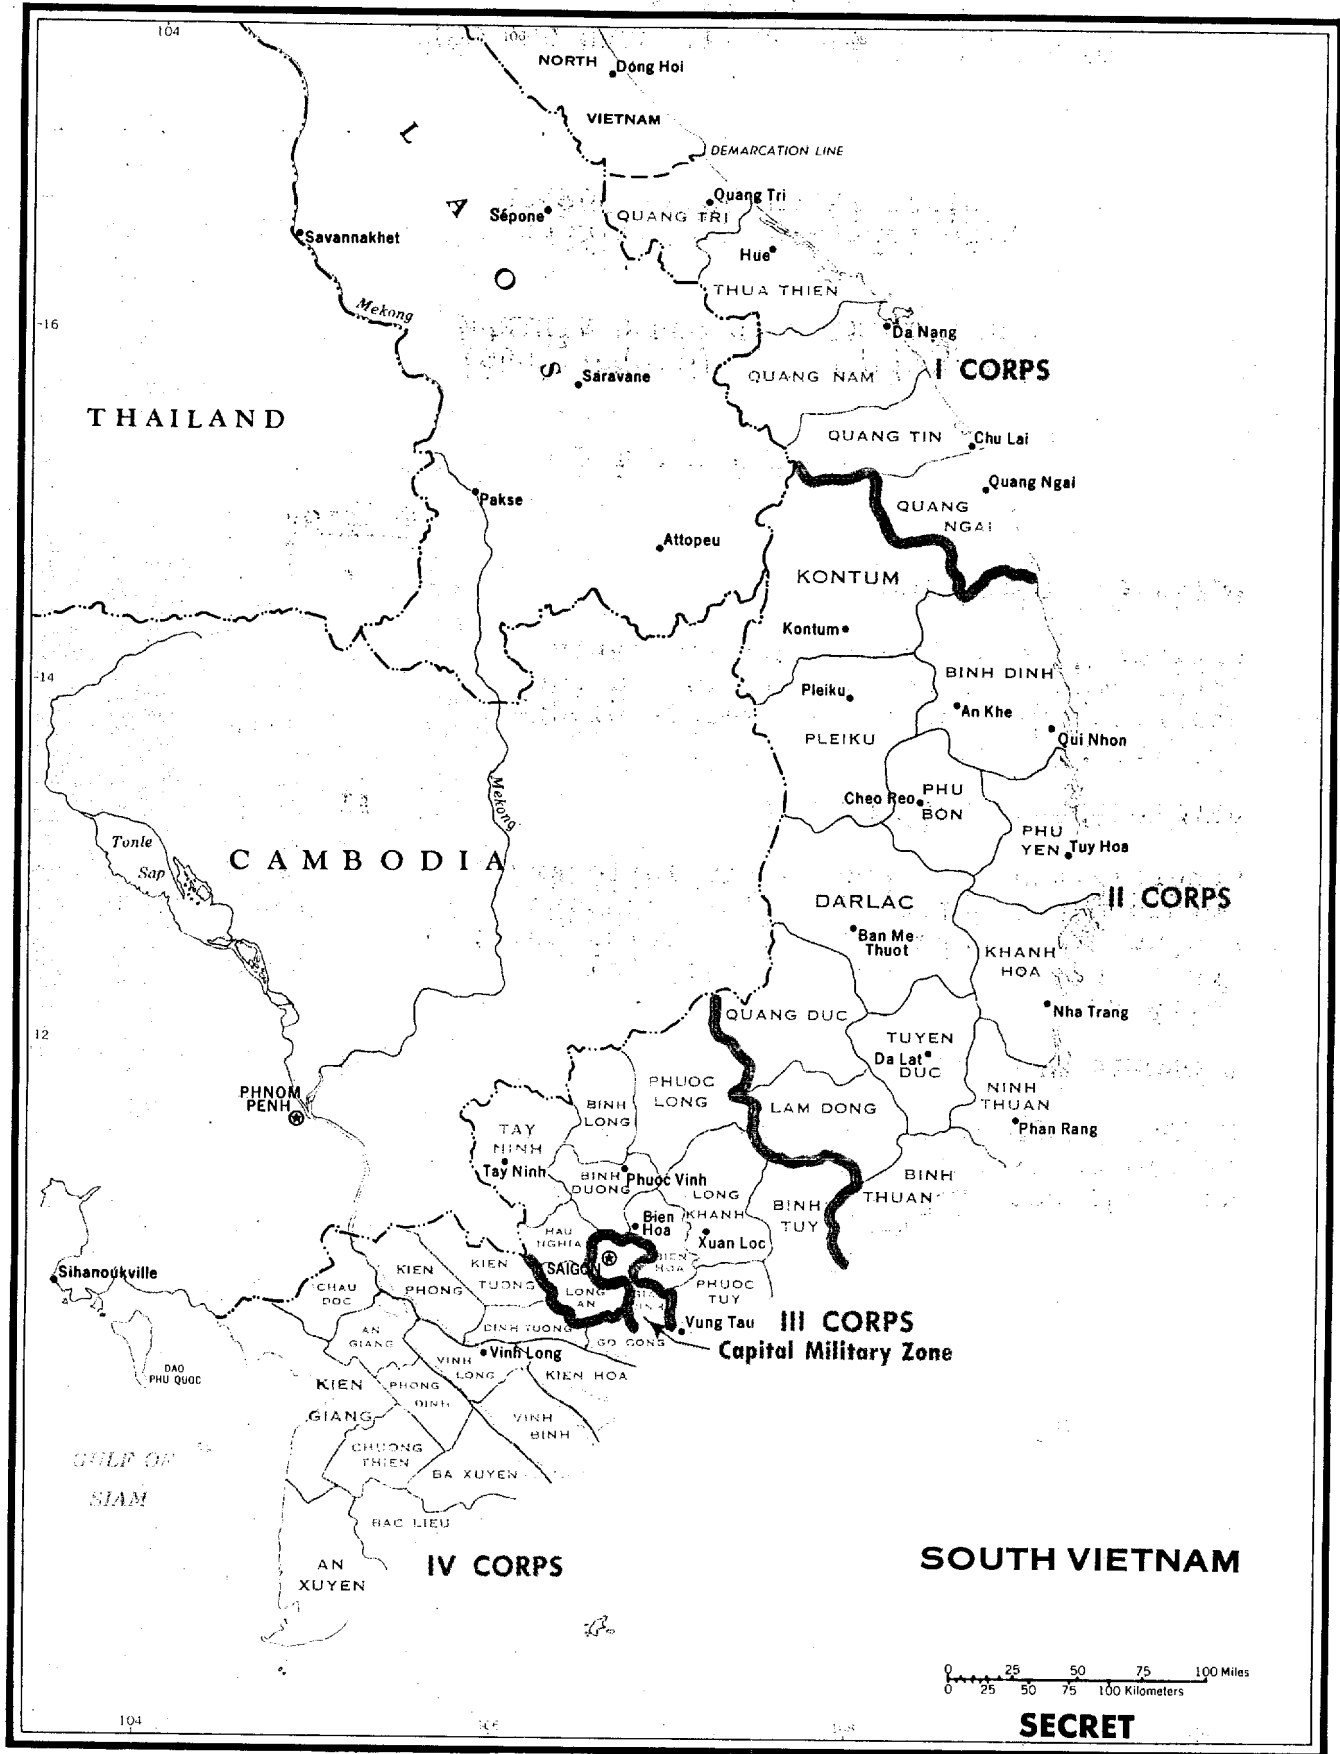 104
106
108
NORTH
Dong Hoi
VIETNAM
DEMARCATION LINE
L A O S
Sépone
Quang Tri
QUANG TRI
Savannakhet
Hue
THUA THIEN
Mekong
16
Da Nang
I CORPS
Saravane
QUANG NAM
THAILAND
QUANG TIN
Chu Lai
Pakse
Quang Ngai
QUANG
NGAI
Attopeu
KONTUM
Kontum
14
BINH DINH
Pleiku
An Khe
PLEIKU
Qui Nhon
Mekong
Cheo Reo
PHU
BON
PHU
YEN
Tuy Hoa
Tonle
Sap
CAMBODIA
DARLAC
II CORPS
Ban Me
Thuot
KHANH
HOA
Nha Trang
12
QUANG DUC
TUYEN
DUC
Da Lat
PHNOM
PENH
PHUOC
LONG
BINH
LONG
LAM DONG
NINH
THUAN
Phan Rang
TAY
NINH
Tay Ninh
BINH
DUONG
Phuoc Vinh
LONG
KHANH
BINH
THUAN
BINH
TUY
Bien
Hoa
Xuan Loc
HAU
NGHIA
SAIGON
BIEN
HOA
Sihanoukville
CHAU
DOC
KIEN
PHONG
KIEN
TUONG
LONG
AN
PHUOC
TUY
Vung Tau
III CORPS
Capital Military Zone
AN
GIANG
DINH TUONG
GO CONG
Vinh Long
VINH
LONG
KIEN HOA
DAO
PHU QUOC
KIEN
GIANG
PHONG
DINH
VINH
BINH
CHUONG
THIEN
BA XUYEN
GULF OF
SIAM
BAC LIEU
AN
XUYEN
IV CORPS
SOUTH VIETNAM
0 25 50 75 100 Miles
0 25 50 75 100 Kilometers
SECRET
104
106
108